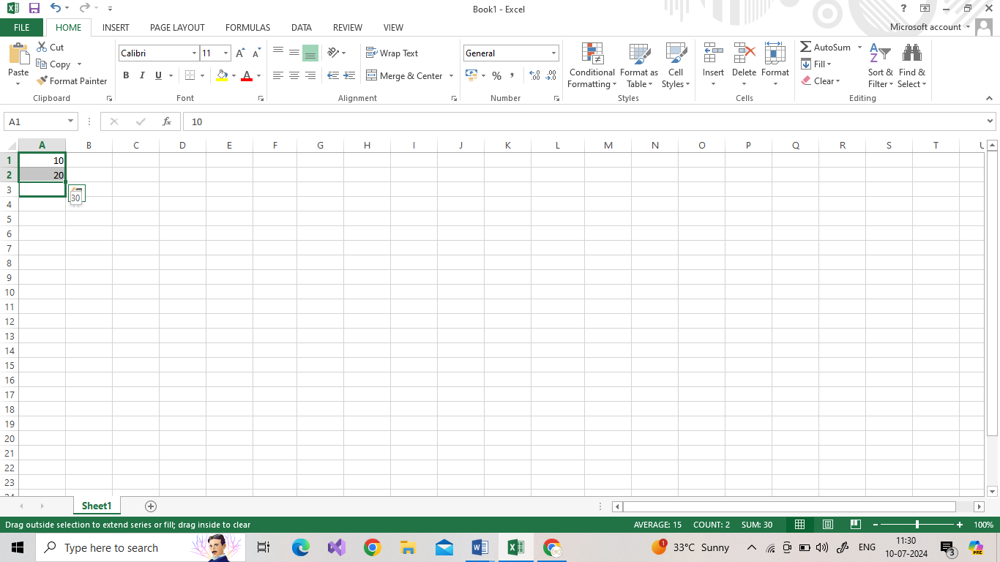 Book1 - Excel
?
FILE HOME INSERT PAGE LAYOUT FORMULAS DATA REVIEW VIEW Microsoft account
Paste
Cut
Copy
Format Painter
Clipboard
Calibri 11
B I U A
Font
Wrap Text
Merge & Center
Alignment
General
%
Number
Conditional Formatting
Format as Table
Cell Styles
Styles
Insert Delete Format
Cells
AutoSum
Fill
Clear
Sort & Filter
Find & Select
Editing
A1 fx 10
A B C D E F G H I J K L M N O P Q R S T U
1 10
2 20
3 30
4
5
6
7
8
9
10
11
12
13
14
15
16
17
18
19
20
21
22
23
24
Sheet1
Drag outside selection to extend series or fill; drag inside to clear AVERAGE: 15 COUNT: 2 SUM: 30 100%
Type here to search 33°C Sunny ENG 11:30
10-07-2024 3